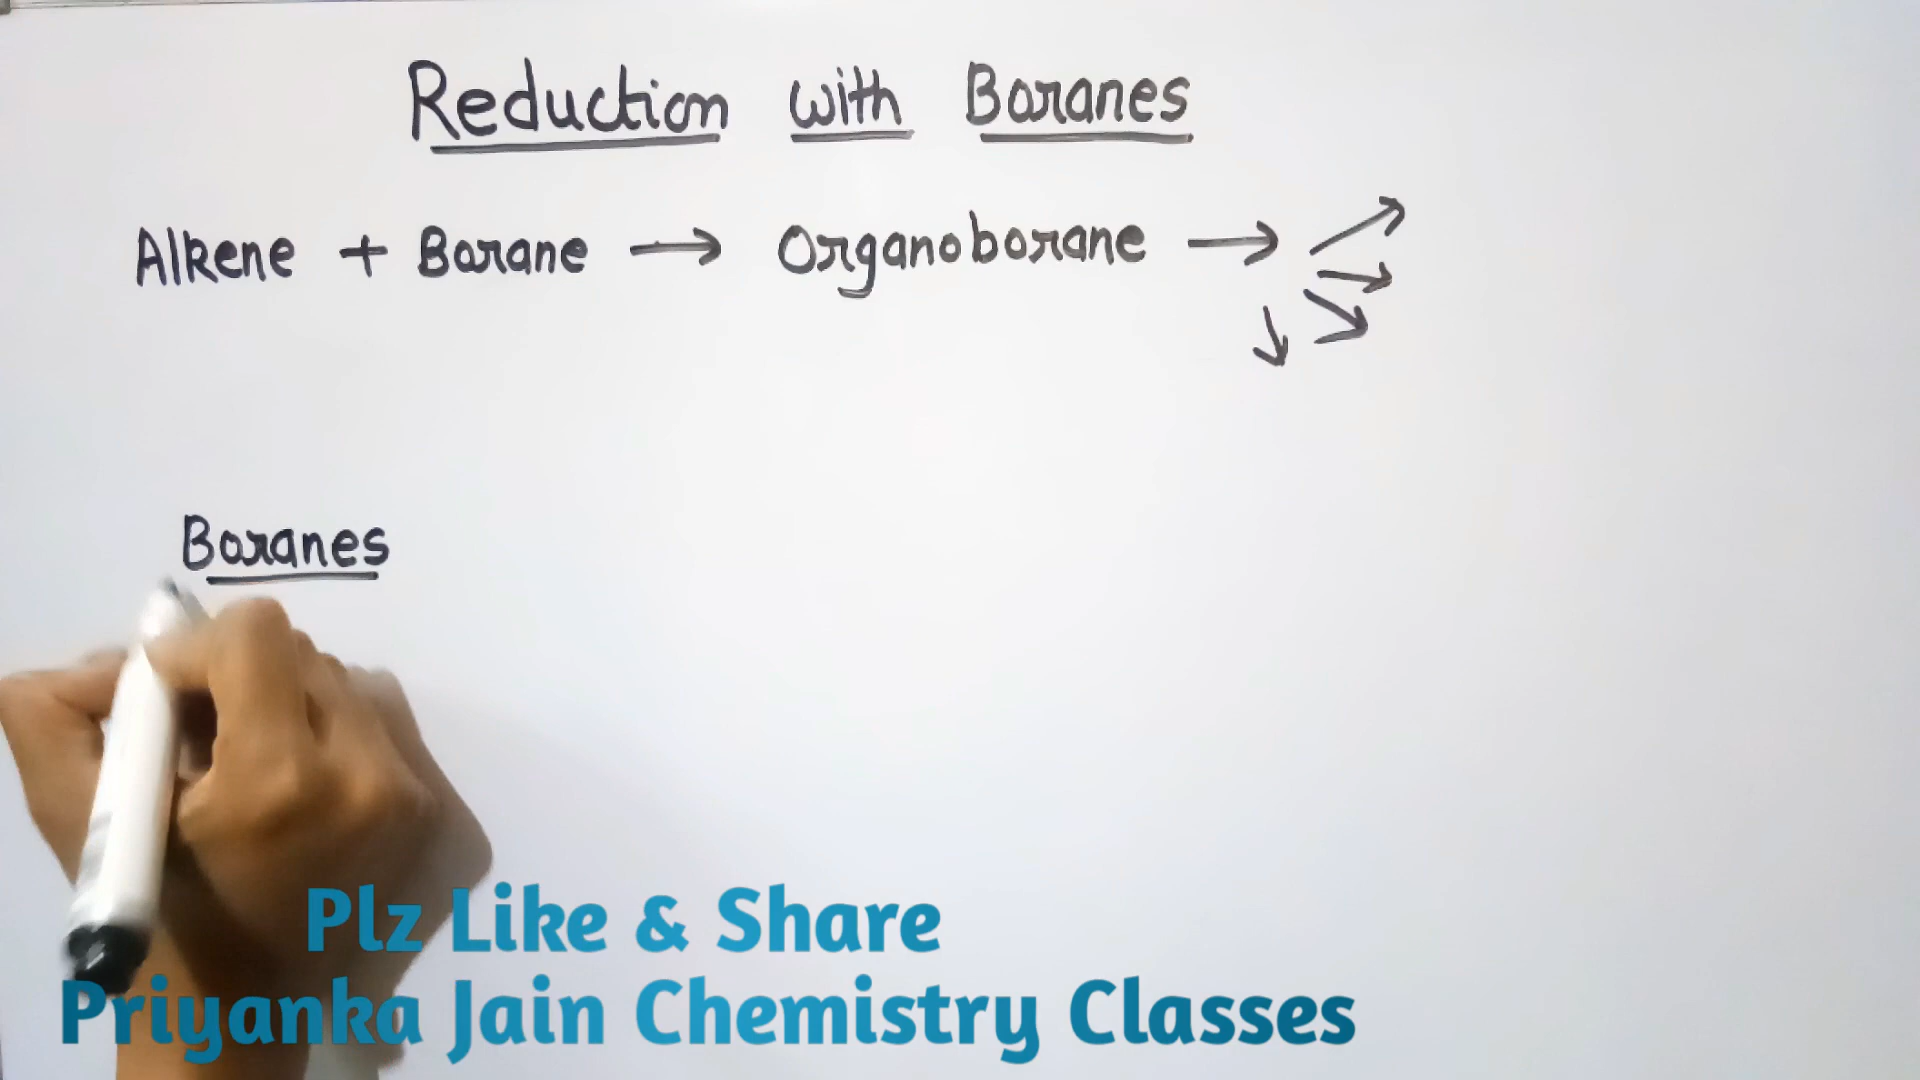 Reduction with Boranes
Alkene + Borane → Organoborane →
Boranes
Plz Like & Share
Priyanka Jain Chemistry Classes